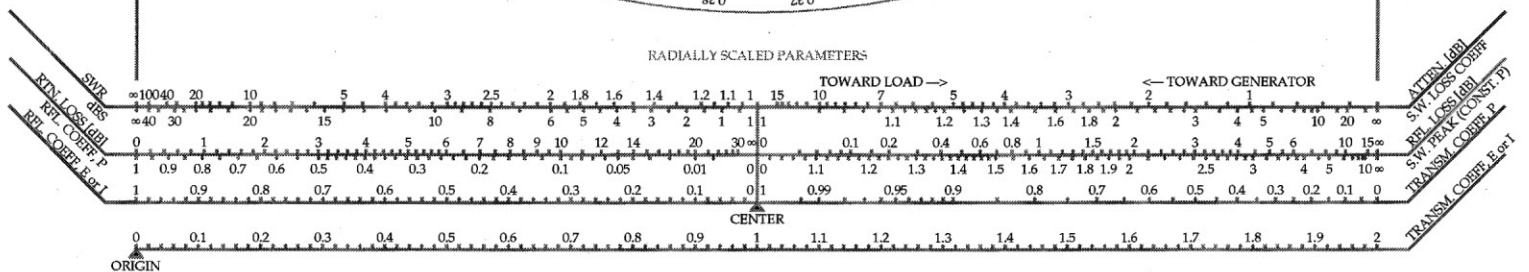 0.28 0.27
RADIALLY SCALED PARAMETERS
TOWARD LOAD —> <— TOWARD GENERATOR
SWR
∞ 100 40 20 10 5 4 3 2.5 2 1.8 1.6 1.4 1.2 1.1 1 15 10 7 5 4 3 2 1
ATTEN. [dB]
dBS
∞ 40 30 20 15 10 8 6 5 4 3 2 1 1 1 1.1 1.2 1.3 1.4 1.6 1.8 2 3 4 5 10 20 ∞
S.W. LOSS COEFF
RTN. LOSS [dB]
0 1 2 3 4 5 6 7 8 9 10 12 14 20 30 ∞ 0 0.1 0.2 0.4 0.6 0.8 1 1.5 2 3 4 5 6 10 15 ∞
RFL. LOSS [dB]
RFL. COEFF, P
1 0.9 0.8 0.7 0.6 0.5 0.4 0.3 0.2 0.1 0.05 0.01 0 0 1.1 1.2 1.3 1.4 1.5 1.6 1.7 1.8 1.9 2 2.5 3 4 5 10 ∞
S.W. PEAK (CONST. P)
RFL. COEFF, E or I
1 0.9 0.8 0.7 0.6 0.5 0.4 0.3 0.2 0.1 0 1 0.99 0.95 0.9 0.8 0.7 0.6 0.5 0.4 0.3 0.2 0.1 0
TRANSM. COEFF, P
CENTER
0 0.1 0.2 0.3 0.4 0.5 0.6 0.7 0.8 0.9 1 1.1 1.2 1.3 1.4 1.5 1.6 1.7 1.8 1.9 2
TRANSM. COEFF, E or I
ORIGIN